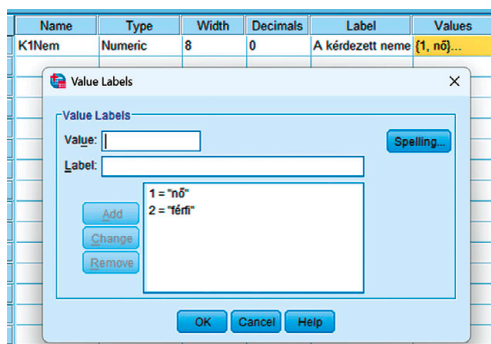 Name Type Width Decimals Label Values
K1Nem Numeric 8 0 A kérdezett neme {1, nő}...
Value Labels
Value Labels
Value:
Spelling...
Label:
1 = "nő"
2 = "férfi"
Add
Change
Remove
OK Cancel Help